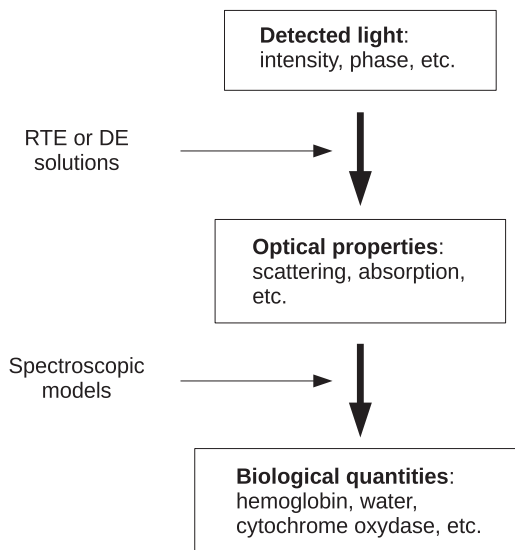 Detected light:
intensity, phase, etc.
RTE or DE
solutions
Optical properties:
scattering, absorption,
etc.
Spectroscopic
models
Biological quantities:
hemoglobin, water,
cytochrome oxydase, etc.